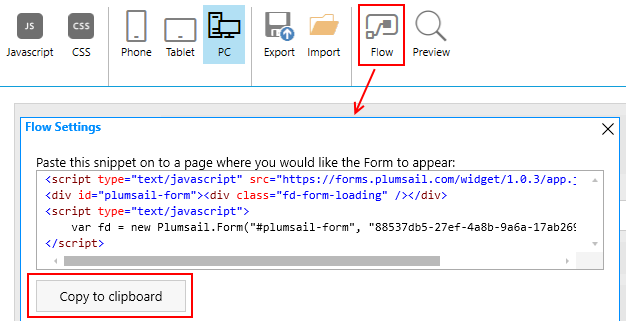 JS CSS
Javascript CSS Phone Tablet PC Export Import Flow Preview
Flow Settings
Paste this snippet on to a page where you would like the Form to appear:
<script type="text/javascript" src="https://forms.plumsail.com/widget/1.0.3/app.j
<div id="plumsail-form"><div class="fd-form-loading" /></div>
<script type="text/javascript">
var fd = new Plumsail.Form("#plumsail-form", "88537db5-27ef-4a8b-9a6a-17ab269
</script>
Copy to clipboard